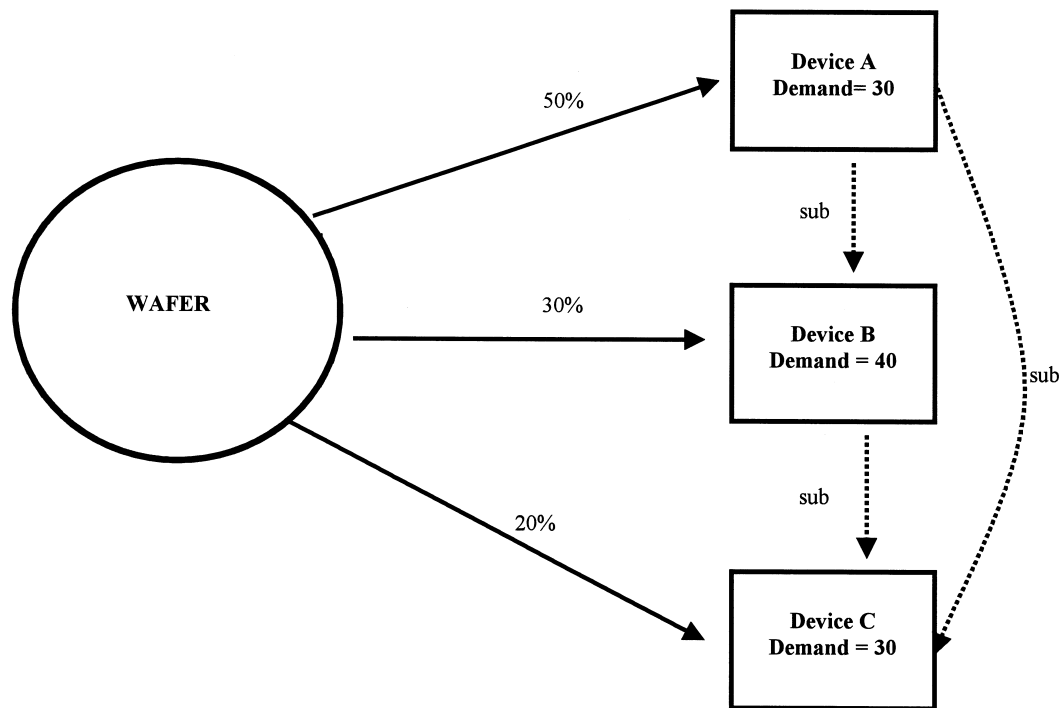 Device A
Demand= 30
50%
sub
WAFER
30%
Device B
Demand = 40
sub
sub
20%
Device C
Demand = 30